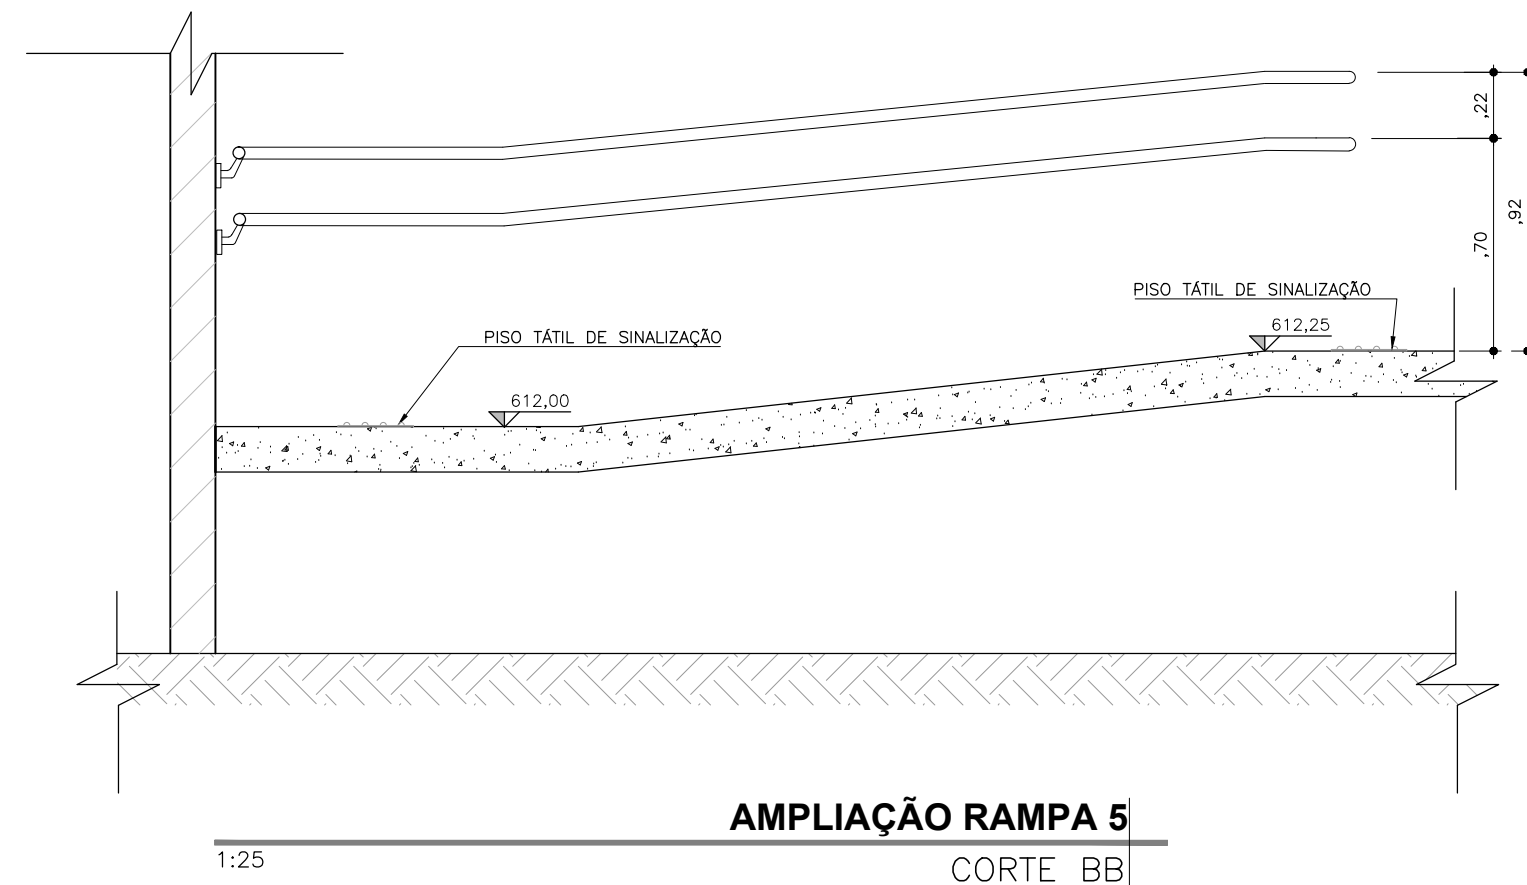 ,22
,92
,70
PISO TÁTIL DE SINALIZAÇÃO
612,25
PISO TÁTIL DE SINALIZAÇÃO
612,00
AMPLIAÇÃO RAMPA 5
1:25
CORTE BB